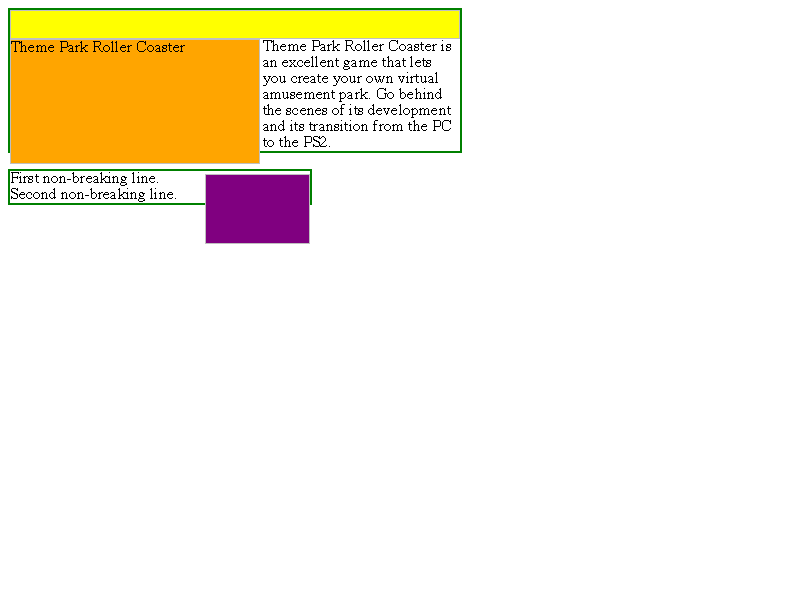 Theme Park Roller Coaster
Theme Park Roller Coaster is
an excellent game that lets
you create your own virtual
amusement park. Go behind
the scenes of its development
and its transition from the PC
to the PS2.
First non-breaking line.
Second non-breaking line.